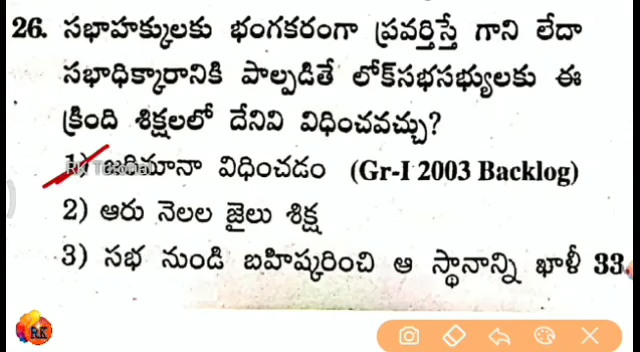 26. సభాహక్కులకు భంగకరంగా ప్రవర్తిస్తే గాని లేదా
సభాధిక్కారానికి పాల్పడితే లోక్‌సభసభ్యులకు ఈ
క్రింది శిక్షలలో దేనివి విధించవచ్చు?
1) జరిమానా విధించడం (Gr-I 2003 Backlog)
2) ఆరు నెలల జైలు శిక్ష
3) సభ నుండి బహిష్కరించి ఆ స్థానాన్ని ఖాళీ 33.
RK